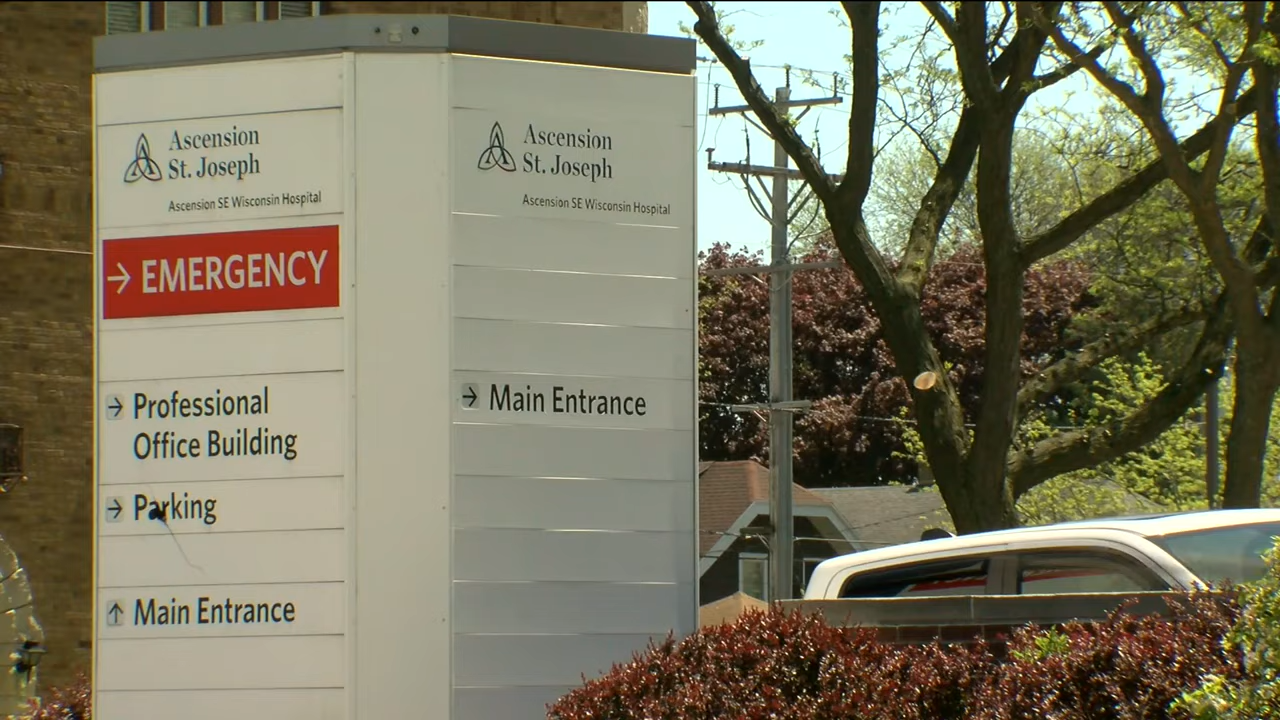 Ascension
St. Joseph
Ascension SE Wisconsin Hospital
→ EMERGENCY
→ Professional
Office Building
→ Parking
↑ Main Entrance
Ascension
St. Joseph
Ascension SE Wisconsin Hospital
→ Main Entrance